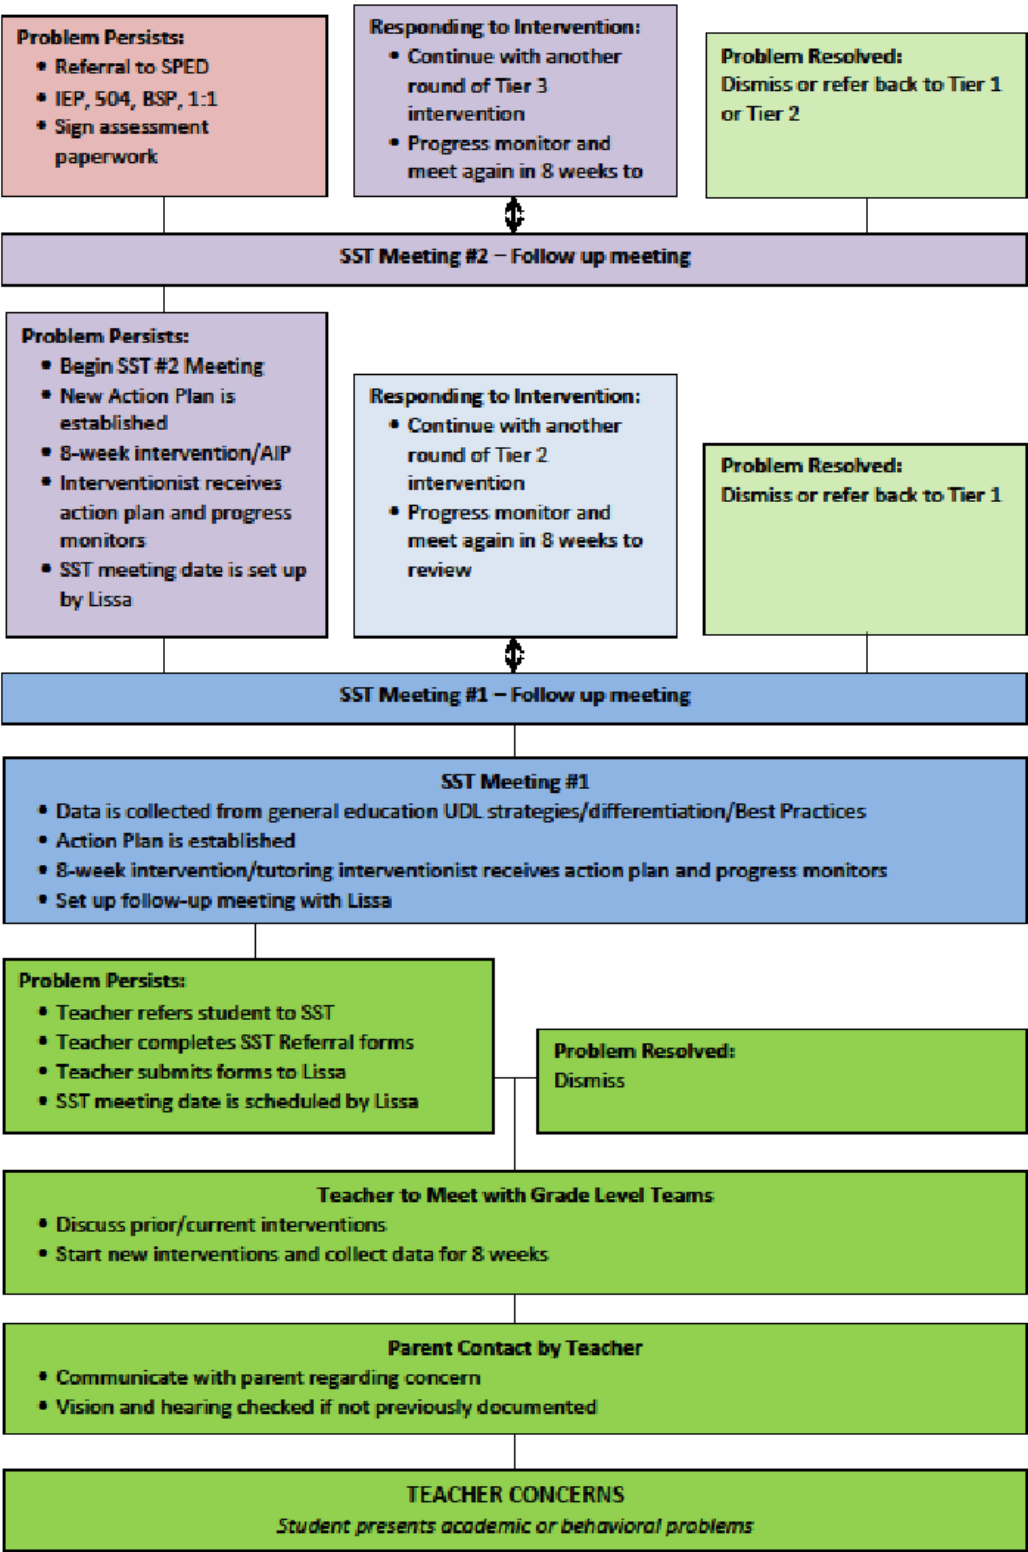 Problem Persists:
• Referral to SPED
• IEP, 504, BSP, 1:1
• Sign assessment
paperwork
Responding to Intervention:
• Continue with another
round of Tier 3
intervention
• Progress monitor and
meet again in 8 weeks to
Problem Resolved:
Dismiss or refer back to Tier 1
or Tier 2
SST Meeting #2 – Follow up meeting
Problem Persists:
• Begin SST #2 Meeting
• New Action Plan is
established
• 8-week intervention/AIP
• Interventionist receives
action plan and progress
monitors
• SST meeting date is set up
by Lissa
Responding to Intervention:
• Continue with another
round of Tier 2
intervention
• Progress monitor and
meet again in 8 weeks to
review
Problem Resolved:
Dismiss or refer back to Tier 1
SST Meeting #1 – Follow up meeting
SST Meeting #1
• Data is collected from general education UDL strategies/differentiation/Best Practices
• Action Plan is established
• 8-week intervention/tutoring interventionist receives action plan and progress monitors
• Set up follow-up meeting with Lissa
Problem Persists:
• Teacher refers student to SST
• Teacher completes SST Referral forms
• Teacher submits forms to Lissa
• SST meeting date is scheduled by Lissa
Problem Resolved:
Dismiss
Teacher to Meet with Grade Level Teams
• Discuss prior/current interventions
• Start new interventions and collect data for 8 weeks
Parent Contact by Teacher
• Communicate with parent regarding concern
• Vision and hearing checked if not previously documented
TEACHER CONCERNS
Student presents academic or behavioral problems